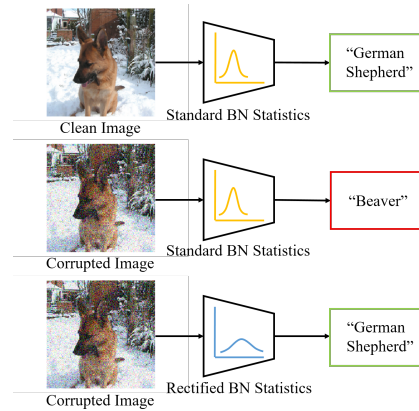 “German
Shepherd”
Standard BN Statistics
Clean Image
“Beaver”
Standard BN Statistics
Corrupted Image
“German
Shepherd”
Rectified BN Statistics
Corrupted Image